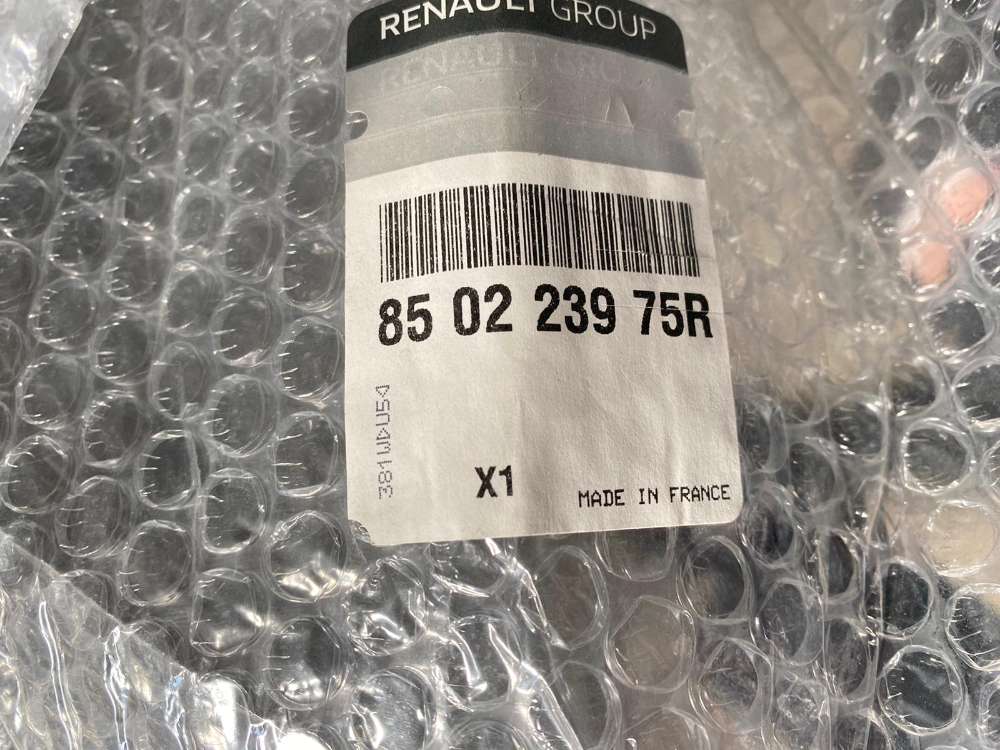 RENAULT GROUP
85 02 239 75R
X1
MADE IN FRANCE